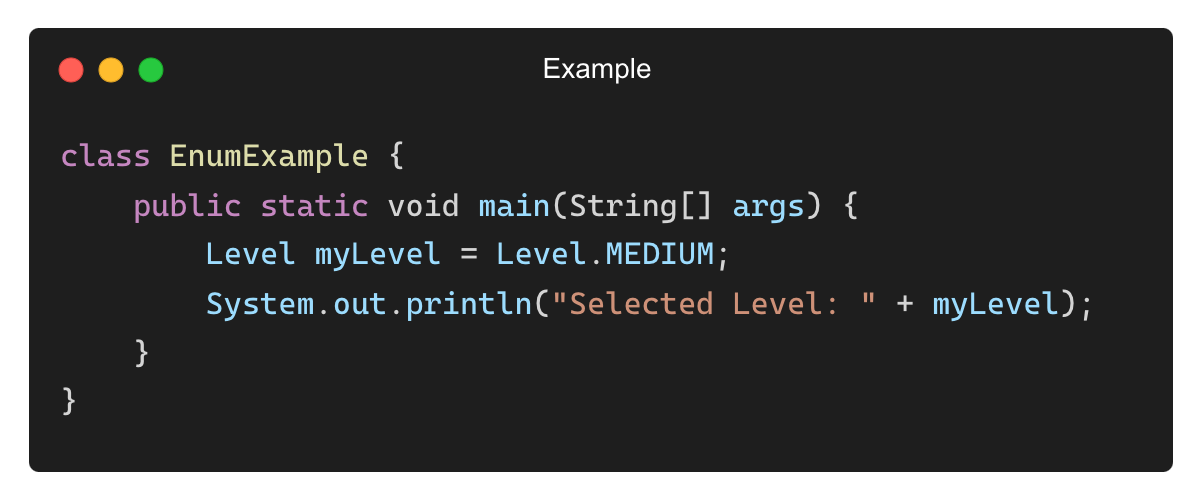 Example
class EnumExample {
    public static void main(String[] args) {
        Level myLevel = Level.MEDIUM;
        System.out.println("Selected Level: " + myLevel);
    }
}